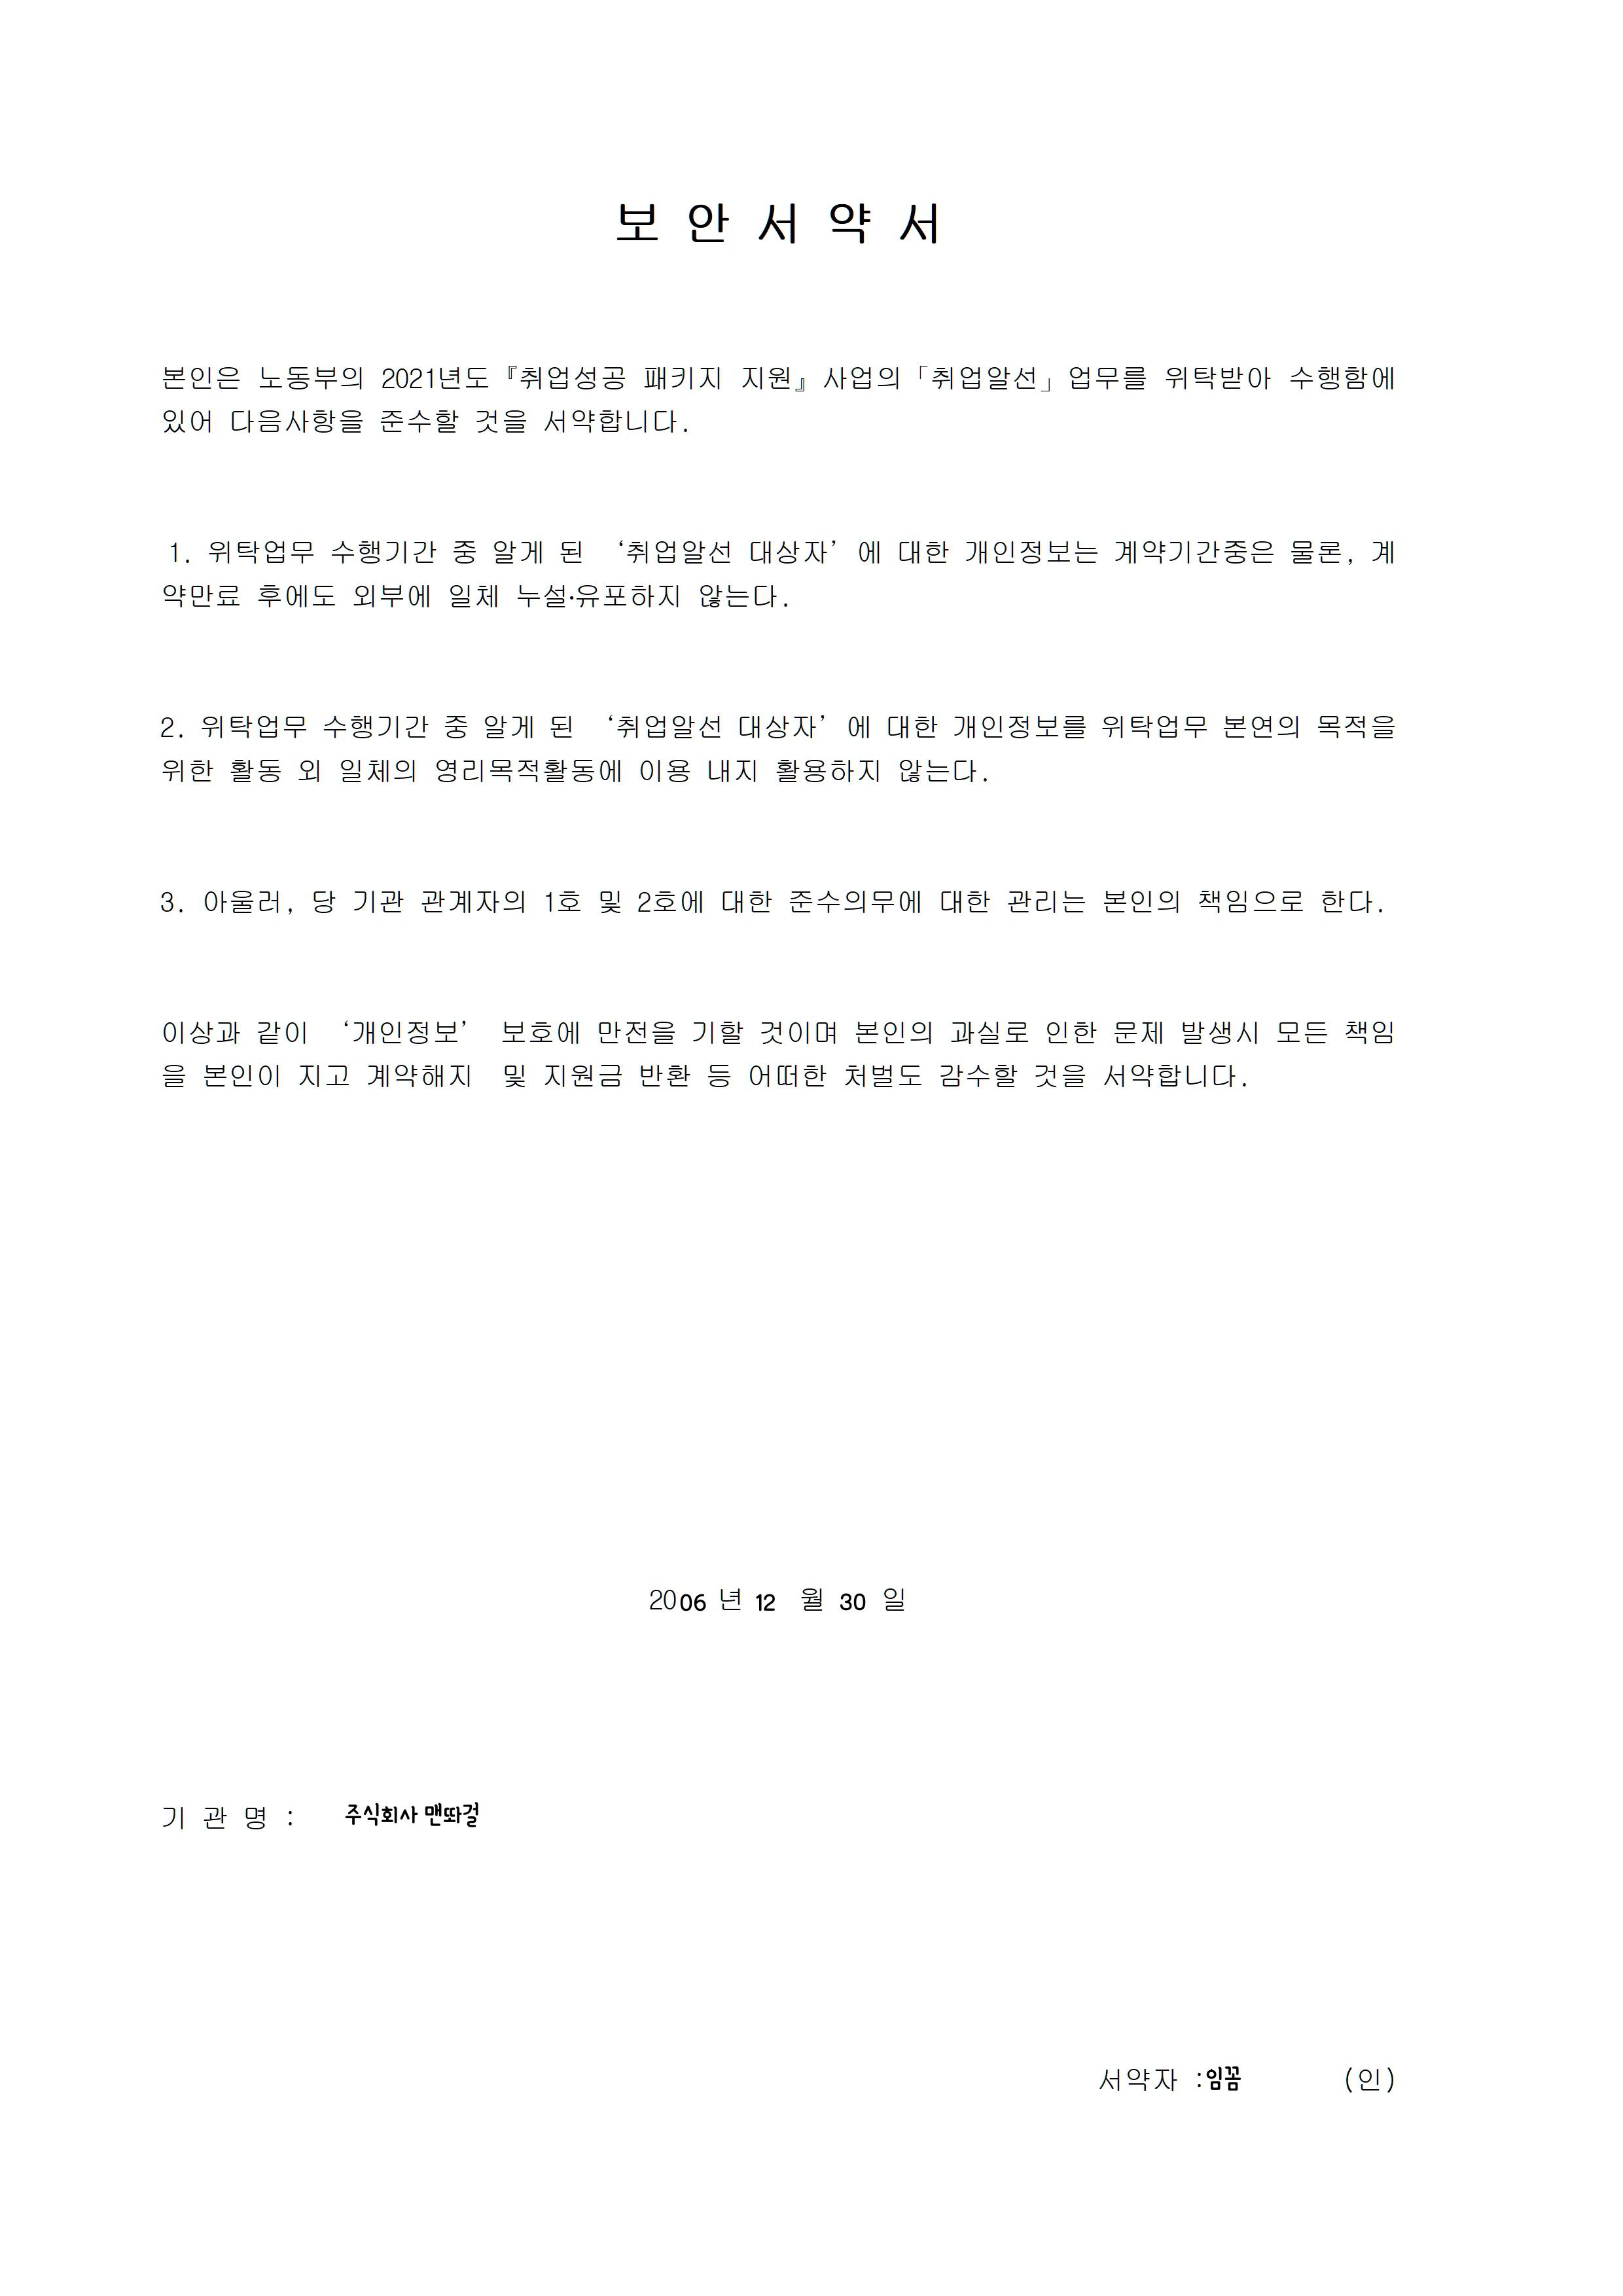 보 안 서 약 서
본인은 노동부의 2021년도『취업성공 패키지 지원』사업의「취업알선」업무를 위탁받아 수행함에
있어 다음사항을 준수할 것을 서약합니다.
1. 위탁업무 수행기간 중 알게 된 ‘취업알선 대상자’에 대한 개인정보는 계약기간중은 물론, 계
약만료 후에도 외부에 일체 누설·유포하지 않는다.
2. 위탁업무 수행기간 중 알게 된 ‘취업알선 대상자’에 대한 개인정보를 위탁업무 본연의 목적을
위한 활동 외 일체의 영리목적활동에 이용 내지 활용하지 않는다.
3. 아울러, 당 기관 관계자의 1호 및 2호에 대한 준수의무에 대한 관리는 본인의 책임으로 한다.
이상과 같이 ‘개인정보’ 보호에 만전을 기할 것이며 본인의 과실로 인한 문제 발생시 모든 책임
을 본인이 지고 계약해지 및 지원금 반환 등 어떠한 처벌도 감수할 것을 서약합니다.
2006 년 12 월 30 일
기 관 명 : 주식회사 맨똬걸
서약자 :임꼼 (인)